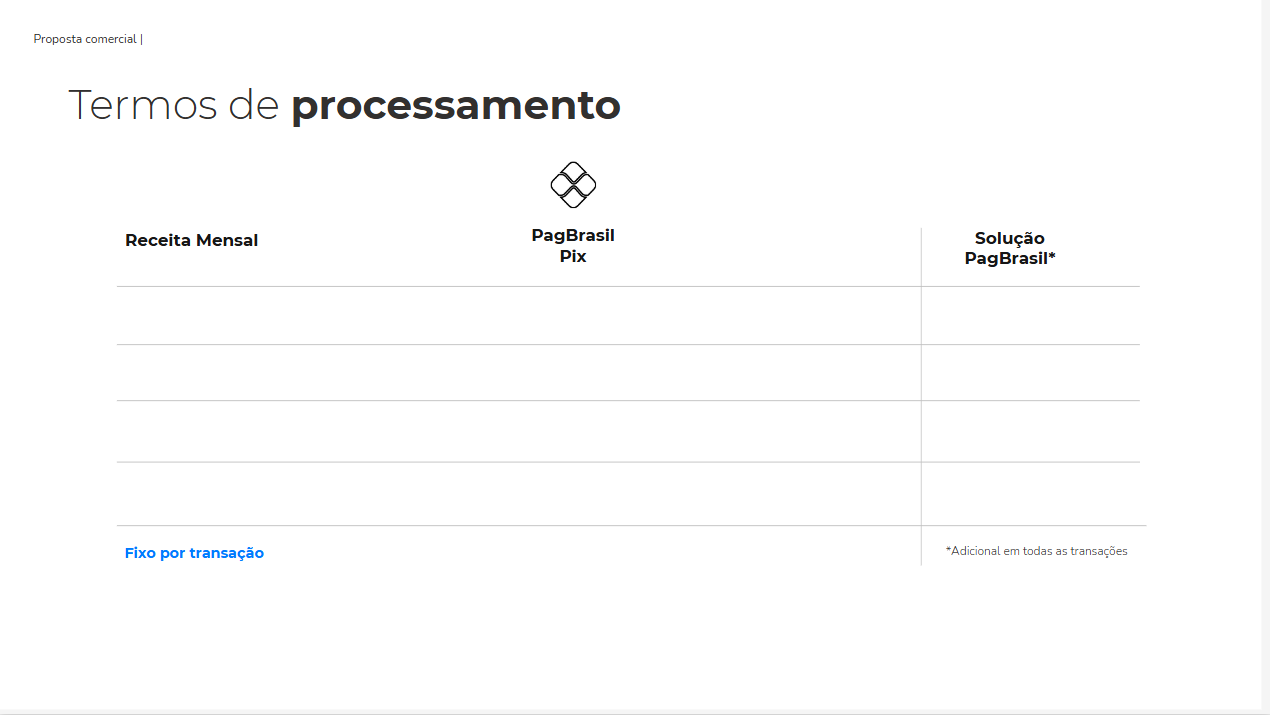 Proposta comercial |
Termos de processamento
Receita Mensal
PagBrasil
Pix
Solução
PagBrasil*
Fixo por transação
*Adicional em todas as transações